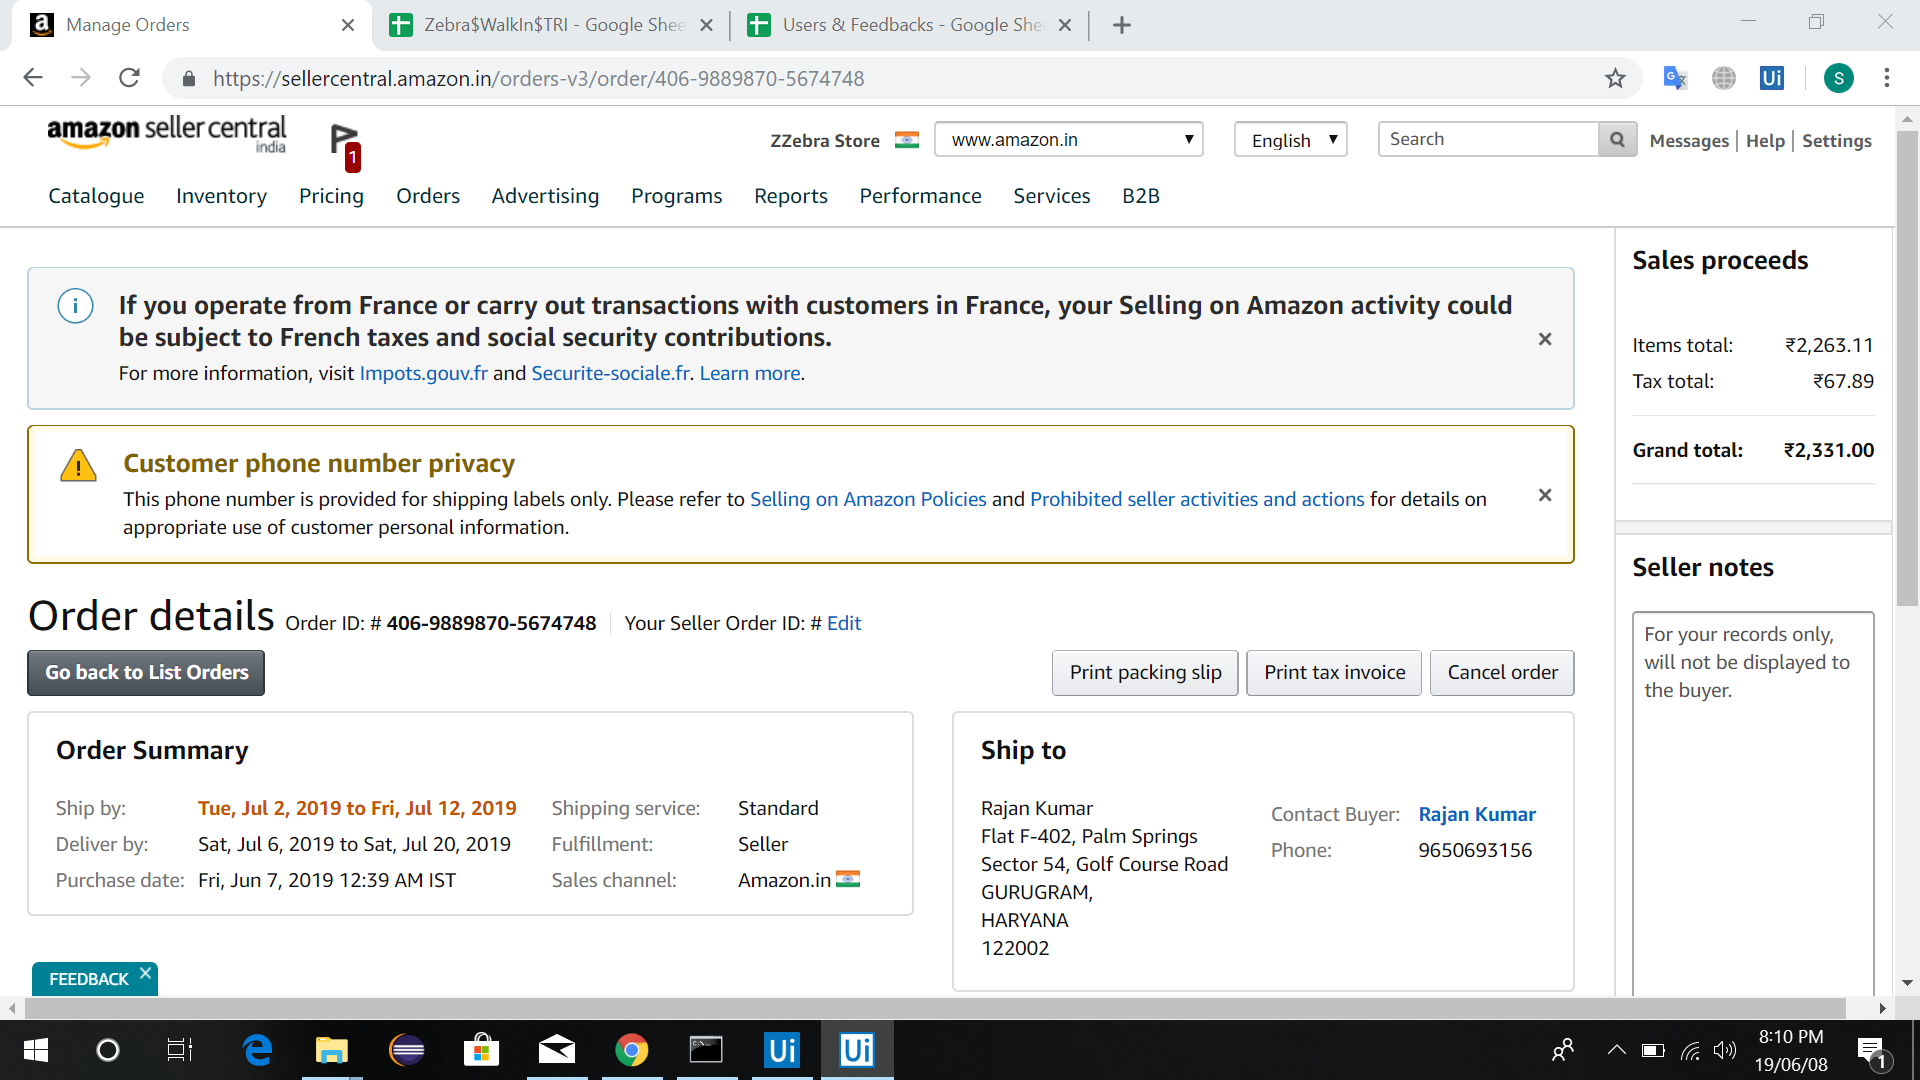 Manage Orders
Zebra$WalkIn$TRI - Google Shee
Users & Feedbacks - Google She
https://sellercentral.amazon.in/orders-v3/order/406-9889870-5674748
S
amazon seller central
india
1
ZZebra Store
www.amazon.in
English
Search
Messages
Help
Settings
Catalogue
Inventory
Pricing
Orders
Advertising
Programs
Reports
Performance
Services
B2B
If you operate from France or carry out transactions with customers in France, your Selling on Amazon activity could
be subject to French taxes and social security contributions.
For more information, visit Impots.gouv.fr and Securite-sociale.fr. Learn more.
Customer phone number privacy
This phone number is provided for shipping labels only. Please refer to Selling on Amazon Policies and Prohibited seller activities and actions for details on
appropriate use of customer personal information.
Order details Order ID: # 406-9889870-5674748 Your Seller Order ID: # Edit
Go back to List Orders
Print packing slip
Print tax invoice
Cancel order
Order Summary
Ship by: Tue, Jul 2, 2019 to Fri, Jul 12, 2019
Deliver by: Sat, Jul 6, 2019 to Sat, Jul 20, 2019
Purchase date: Fri, Jun 7, 2019 12:39 AM IST
Shipping service: Standard
Fulfillment: Seller
Sales channel: Amazon.in
Ship to
Rajan Kumar
Flat F-402, Palm Springs
Sector 54, Golf Course Road
GURUGRAM,
HARYANA
122002
Contact Buyer: Rajan Kumar
Phone: 9650693156
Sales proceeds
Items total: ₹2,263.11
Tax total: ₹67.89
Grand total: ₹2,331.00
Seller notes
For your records only,
will not be displayed to
the buyer.
FEEDBACK
Ui
Ui
Ui
8:10 PM
19/06/08
1